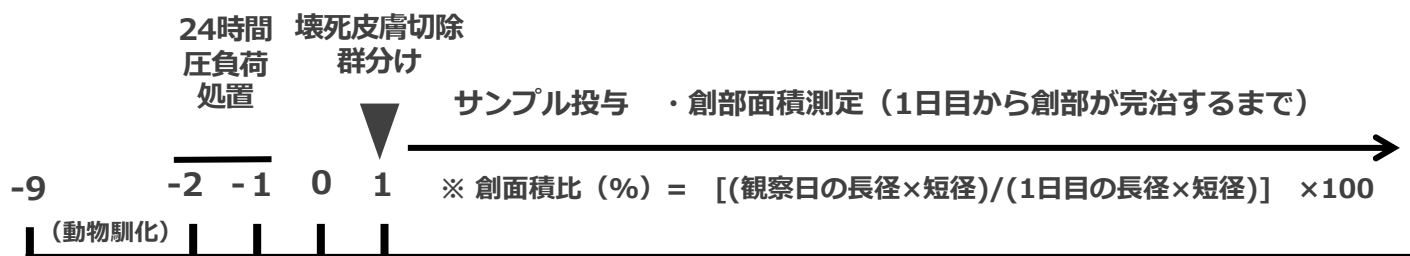 24時間
圧負荷
処置
壊死皮膚切除
群分け
サンプル投与 ・創部面積測定（1日目から創部が完治するまで）
-9 -2 -1 0 1
※ 創面積比（%）= [(観察日の長径×短径)/(1日目の長径×短径)] ×100
（動物馴化）